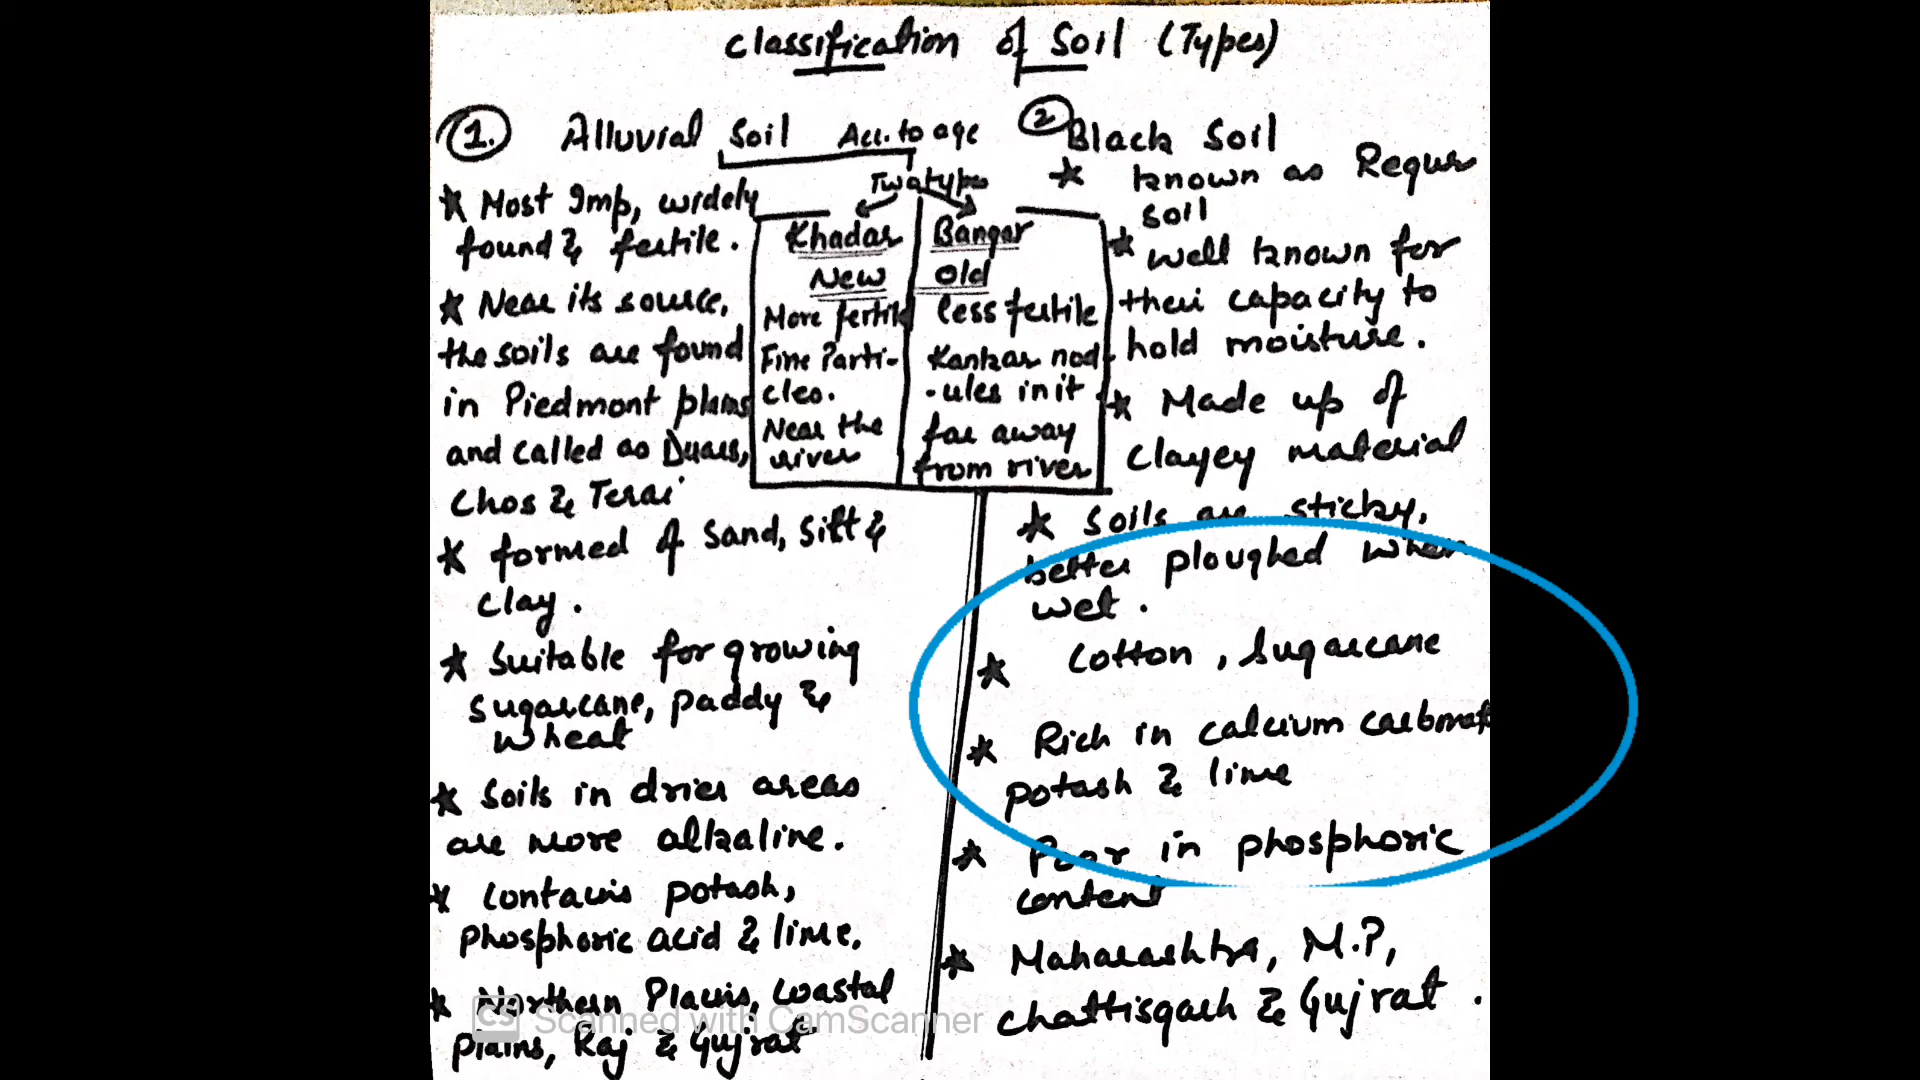 Classification of Soil (Types)
1. Alluvial Soil Acc. to age
Two types
★ Most Imp, widely
found & fertile.
★ Near its source,
the soils are found
in Piedmont plains
and called as Duars,
Chos & Terai
★ formed of Sand, Silt &
clay.
★ Suitable for growing
sugarcane, paddy &
wheat
★ Soils in drier areas
are more alkaline.
★ Contains potash,
phosphoric acid & lime.
★ Northern Plains, Coastal
plains, Raj & Gujrat
Khadar
New
More fertile
Fine Parti-
cles.
Near the
river
Bangar
Old
less fertile
Kankar nod
-ules in it
far away
from river
2 Black Soil
★ known as Regur
soil
★ well known for
their capacity to
hold moisture.
★ Made up of
clayey material
★ Soils are sticky,
better ploughed when
wet.
★ Cotton, Sugarcane
★ Rich in calcium carbonate
potash & lime
★ Poor in phosphoric
content
★ Maharashtra, M.P,
chattisgarh & Gujrat.
CS Scanned with CamScanner